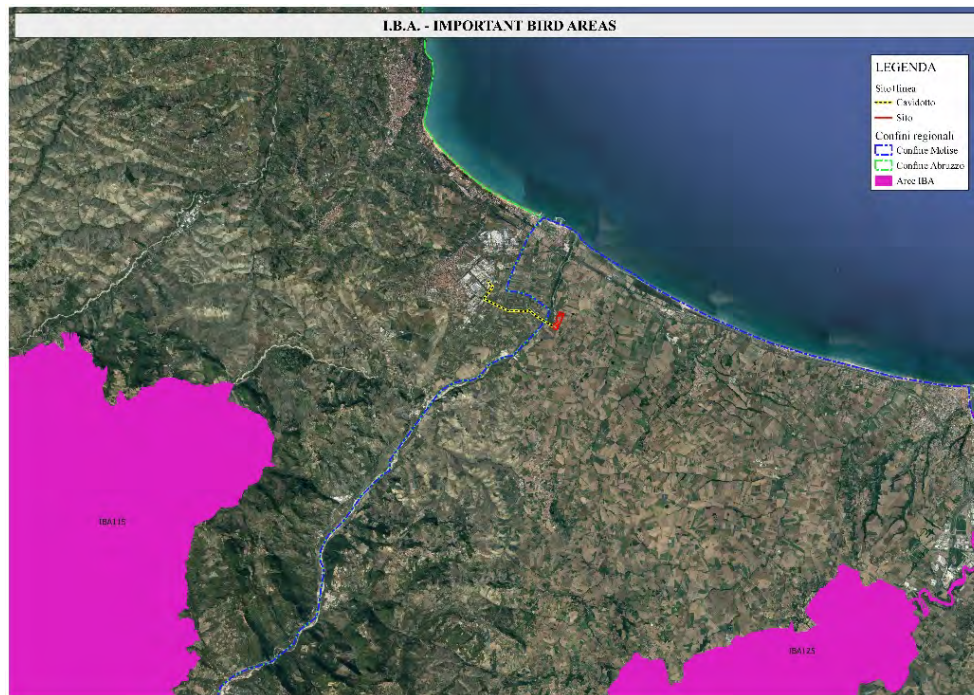 I.B.A. - IMPORTANT BIRD AREAS
LEGENDA
Sito+linea
Cavidotto
Sito
Confini regionali
Confine Molise
Confine Abruzzo
Aree IBA
IBA115
IBA125